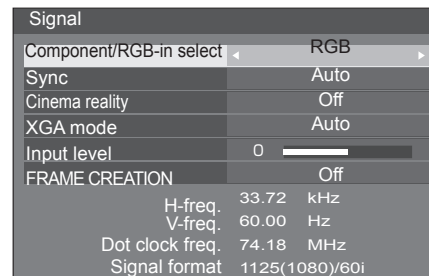 Signal
Component/RGB-in select RGB
Sync Auto
Cinema reality Off
XGA mode Auto
Input level 0
FRAME CREATION Off
H-freq. 33.72 kHz
V-freq. 60.00 Hz
Dot clock freq. 74.18 MHz
Signal format 1125(1080)/60i